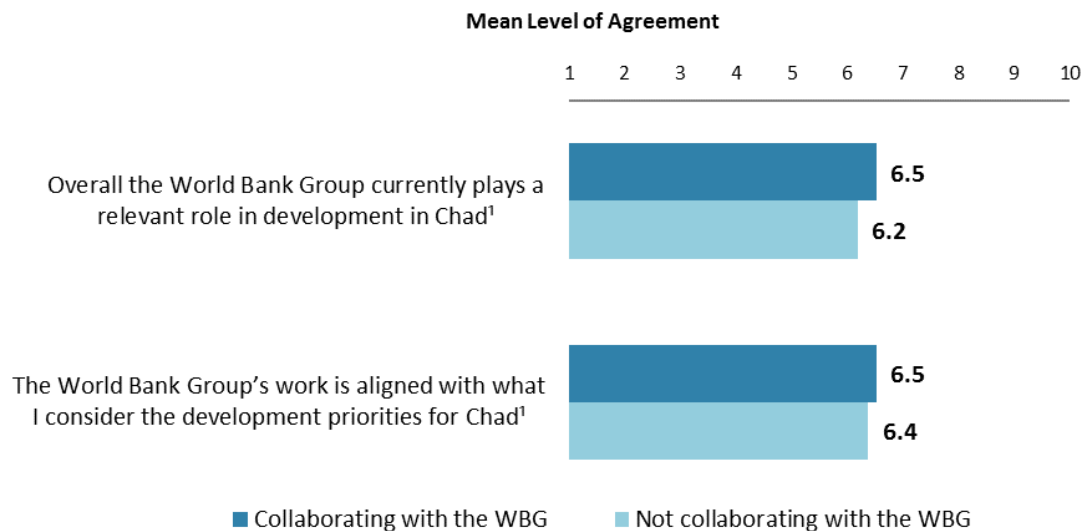 Mean Level of Agreement
1 2 3 4 5 6 7 8 9 10
Overall the World Bank Group currently plays a
relevant role in development in Chad¹
6.5
6.2
The World Bank Group’s work is aligned with what
I consider the development priorities for Chad¹
6.5
6.4
Collaborating with the WBG Not collaborating with the WBG